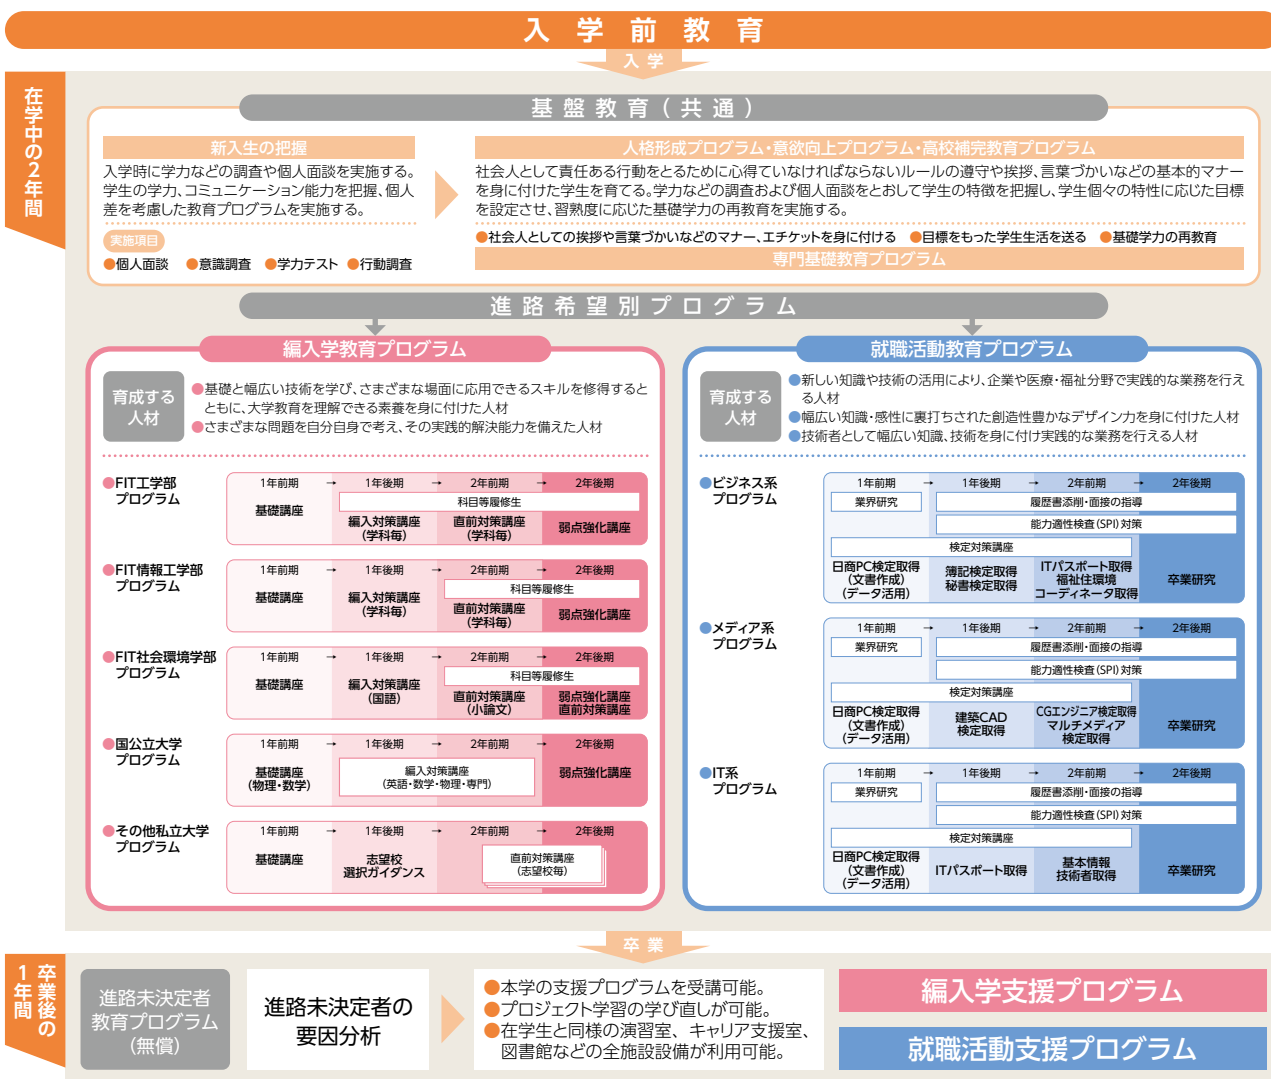 入学前教育
入学
在学中の2年間
基盤教育(共通)
新入生の把握
入学時に学力などの調査や個人面談を実施する。
学生の学力、コミュニケーション能力を把握、個人
差を考慮した教育プログラムを実施する。
実施項目
●個人面談 ●意識調査 ●学力テスト ●行動調査
人格形成プログラム・意欲向上プログラム・高校補完教育プログラム
社会人として責任ある行動をとるために心得ていなければならないルールの遵守や挨拶、言葉づかいなどの基本的マナー
を身に付けた学生を育てる。学力などの調査および個人面談をとおして学生の特徴を把握し、学生個々の特性に応じた目標
を設定させ、習熟度に応じた基礎学力の再教育を実施する。
●社会人としての挨拶や言葉づかいなどのマナー、エチケットを身に付ける ●目標をもった学生生活を送る ●基礎学力の再教育
専門基礎教育プログラム
進路希望別プログラム
編入学教育プログラム
育成する
人材
●基礎と幅広い技術を学び、さまざまな場面に応用できるスキルを修得すると
ともに、大学教育を理解できる素養を身に付けた人材
●さまざまな問題を自分自身で考え、その実践的解決能力を備えた人材
●FIT工学部
プログラム
1年前期 → 1年後期 → 2年前期 → 2年後期
科目等履修生
基礎講座
編入対策講座
(学科毎)
直前対策講座
(学科毎)
弱点強化講座
●FIT情報工学部
プログラム
1年前期 → 1年後期 → 2年前期 → 2年後期
科目等履修生
基礎講座
編入対策講座
(学科毎)
直前対策講座
(学科毎)
弱点強化講座
●FIT社会環境学部
プログラム
1年前期 → 1年後期 → 2年前期 → 2年後期
科目等履修生
基礎講座
編入対策講座
(国語)
直前対策講座
(小論文)
弱点強化講座
直前対策講座
●国公立大学
プログラム
1年前期 → 1年後期 → 2年前期 → 2年後期
基礎講座
(物理・数学)
編入対策講座
(英語・数学・物理・専門)
弱点強化講座
●その他私立大学
プログラム
1年前期 → 1年後期 → 2年前期 → 2年後期
基礎講座
志望校
選択ガイダンス
直前対策講座
(志望校毎)
就職活動教育プログラム
育成する
人材
●新しい知識や技術の活用により、企業や医療・福祉分野で実践的な業務を行え
る人材
●幅広い知識・感性に裏打ちされた創造性豊かなデザイン力を身に付けた人材
●技術者として幅広い知識、技術を身に付け実践的な業務を行える人材
●ビジネス系
プログラム
1年前期 → 1年後期 → 2年前期 → 2年後期
業界研究
履歴書添削・面接の指導
能力適性検査(SPI)対策
検定対策講座
日商PC検定取得
(文書作成)
(データ活用)
簿記検定取得
秘書検定取得
ITパスポート取得
福祉住環境
コーディネータ取得
卒業研究
●メディア系
プログラム
1年前期 → 1年後期 → 2年前期 → 2年後期
業界研究
履歴書添削・面接の指導
能力適性検査(SPI)対策
検定対策講座
日商PC検定取得
(文書作成)
(データ活用)
建築CAD
検定取得
CGエンジニア検定取得
マルチメディア
検定取得
卒業研究
●IT系
プログラム
1年前期 → 1年後期 → 2年前期 → 2年後期
業界研究
履歴書添削・面接の指導
能力適性検査(SPI)対策
検定対策講座
日商PC検定取得
(文書作成)
(データ活用)
ITパスポート取得
基本情報
技術者取得
卒業研究
卒業
卒業後の
1年間
進路未決定者
教育プログラム
(無償)
進路未決定者の
要因分析
●本学の支援プログラムを受講可能。
●プロジェクト学習の学び直しが可能。
●在学生と同様の演習室、キャリア支援室、
図書館などの全施設設備が利用可能。
編入学支援プログラム
就職活動支援プログラム